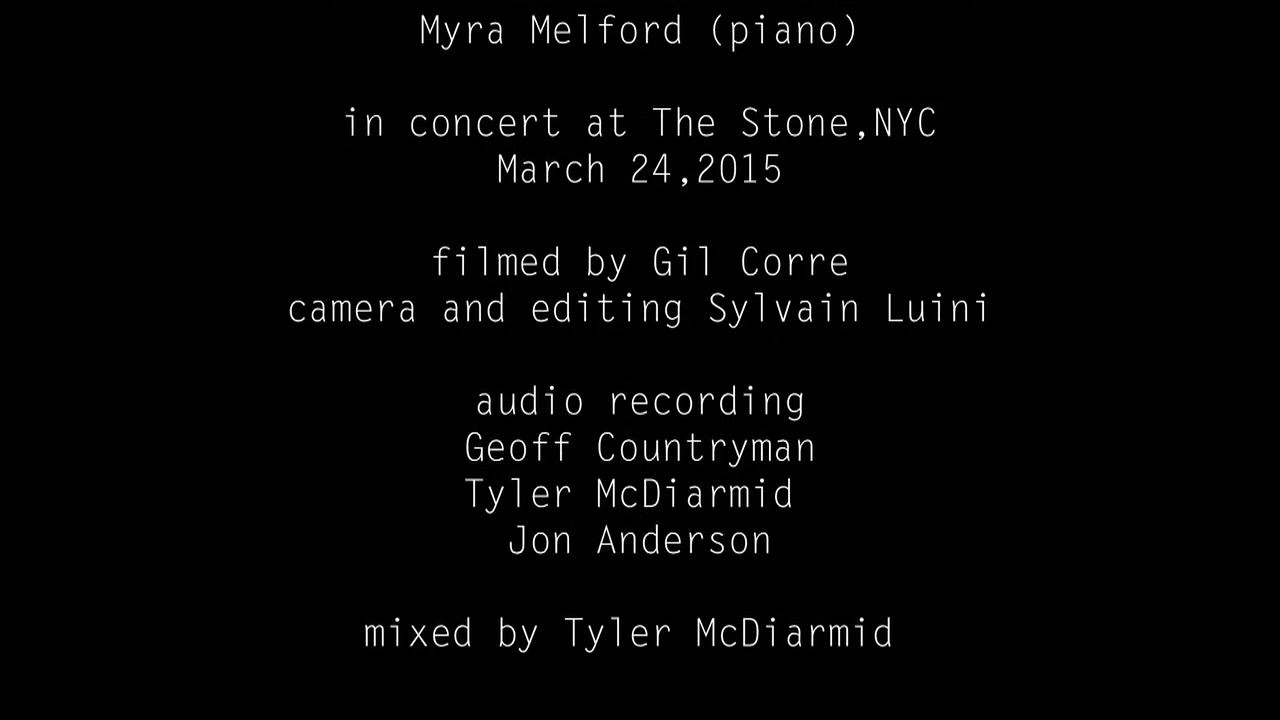 Myra Melford (piano)
in concert at The Stone,NYC
March 24,2015
filmed by Gil Corre
camera and editing Sylvain Luini
audio recording
Geoff Countryman
Tyler McDiarmid
Jon Anderson
mixed by Tyler McDiarmid